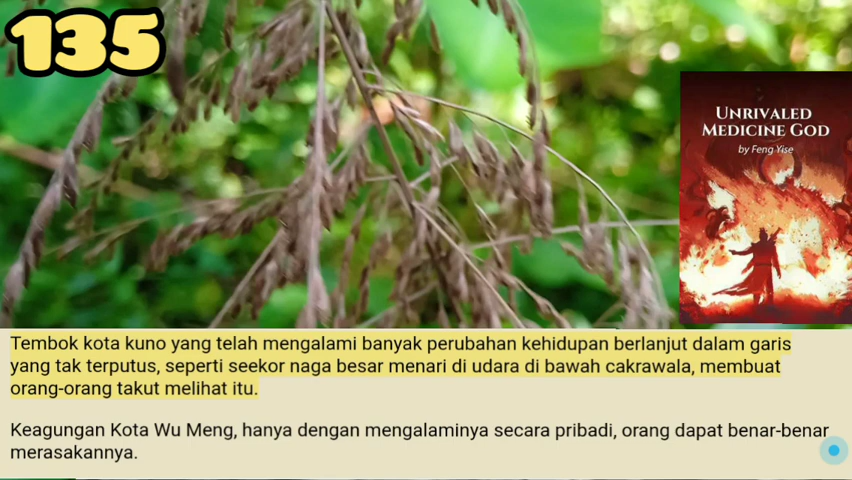 135
UNRIVALED
MEDICINE GOD
by Feng Yise
Tembok kota kuno yang telah mengalami banyak perubahan kehidupan berlanjut dalam garis
yang tak terputus, seperti seekor naga besar menari di udara di bawah cakrawala, membuat
orang-orang takut melihat itu.
Keagungan Kota Wu Meng, hanya dengan mengalaminya secara pribadi, orang dapat benar-benar
merasakannya.